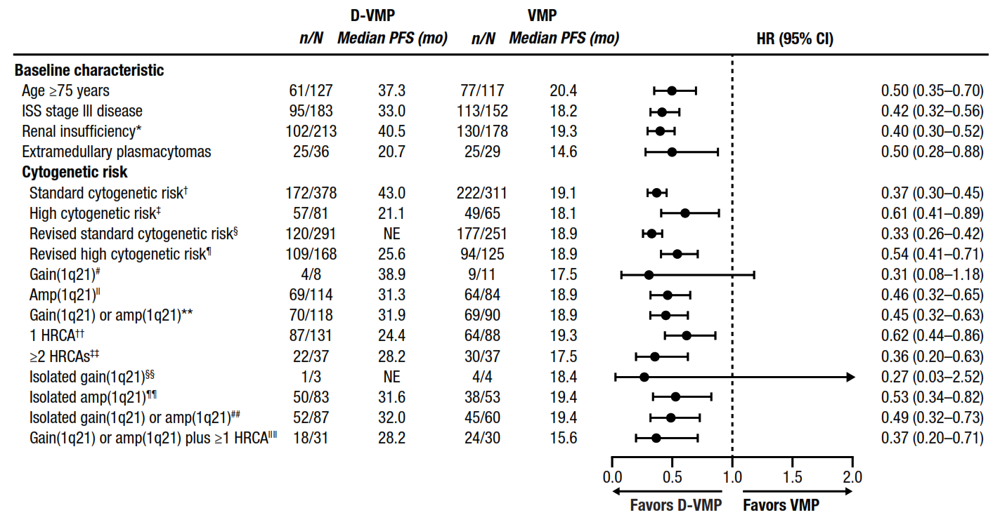 D-VMP VMP
n/N Median PFS (mo) n/N Median PFS (mo) HR (95% CI)
Baseline characteristic
Age ≥75 years 61/127 37.3 77/117 20.4 0.50 (0.35–0.70)
ISS stage III disease 95/183 33.0 113/152 18.2 0.42 (0.32–0.56)
Renal insufficiency* 102/213 40.5 130/178 19.3 0.40 (0.30–0.52)
Extramedullary plasmacytomas 25/36 20.7 25/29 14.6 0.50 (0.28–0.88)
Cytogenetic risk
Standard cytogenetic risk† 172/378 43.0 222/311 19.1 0.37 (0.30–0.45)
High cytogenetic risk‡ 57/81 21.1 49/65 18.1 0.61 (0.41–0.89)
Revised standard cytogenetic risk§ 120/291 NE 177/251 18.9 0.33 (0.26–0.42)
Revised high cytogenetic risk¶ 109/168 25.6 94/125 18.9 0.54 (0.41–0.71)
Gain(1q21)# 4/8 38.9 9/11 17.5 0.31 (0.08–1.18)
Amp(1q21)‖ 69/114 31.3 64/84 18.9 0.46 (0.32–0.65)
Gain(1q21) or amp(1q21)** 70/118 31.9 69/90 18.9 0.45 (0.32–0.63)
1 HRCA†† 87/131 24.4 64/88 19.3 0.62 (0.44–0.86)
≥2 HRCAs‡‡ 22/37 28.2 30/37 17.5 0.36 (0.20–0.63)
Isolated gain(1q21)§§ 1/3 NE 4/4 18.4 0.27 (0.03–2.52)
Isolated amp(1q21)¶¶ 50/83 31.6 38/53 19.4 0.53 (0.34–0.82)
Isolated gain(1q21) or amp(1q21)## 52/87 32.0 45/60 19.4 0.49 (0.32–0.73)
Gain(1q21) or amp(1q21) plus ≥1 HRCA‖‖ 18/31 28.2 24/30 15.6 0.37 (0.20–0.71)
0.0 0.5 1.0 1.5 2.0
Favors D-VMP Favors VMP